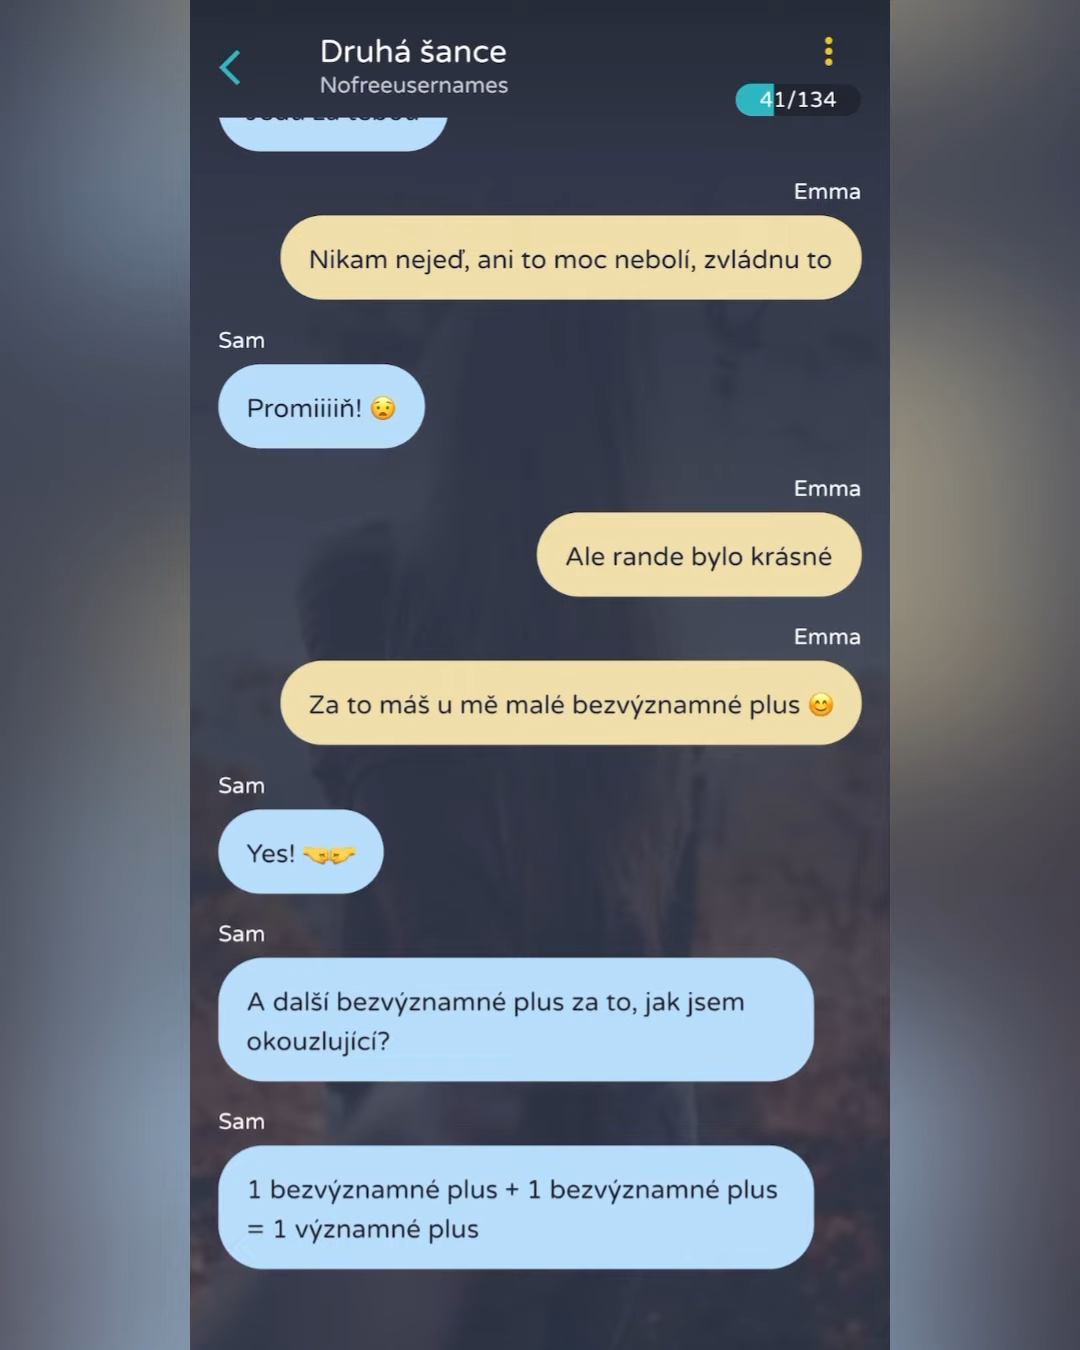 Druhá šance
Nofreeusernames
41/134
Emma
Nikam nejeď, ani to moc nebolí, zvládnu to
Sam
Promiiiiň! 😟
Emma
Ale rande bylo krásné
Emma
Za to máš u mě malé bezvýznamné plus 😊
Sam
Yes! 🤜🤛
Sam
A další bezvýznamné plus za to, jak jsem
okouzlující?
Sam
1 bezvýznamné plus + 1 bezvýznamné plus
= 1 významné plus